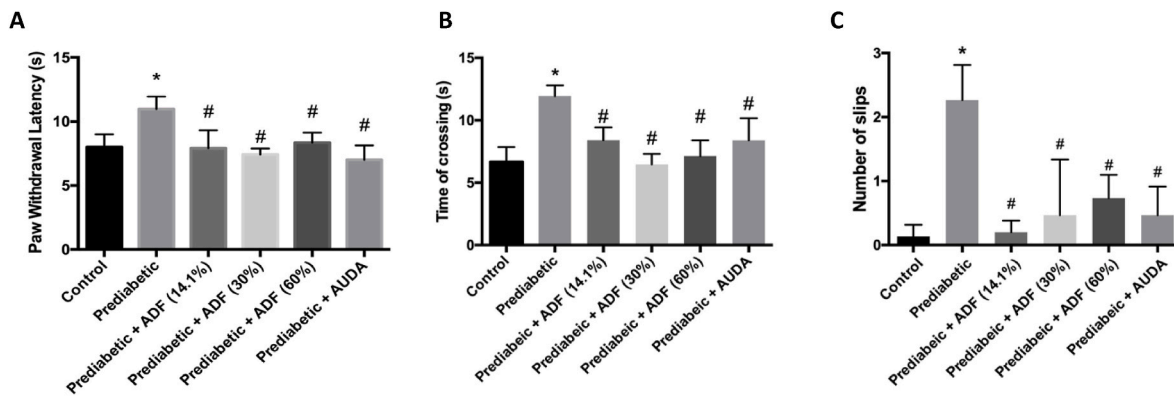 A
Paw Withdrawal Latency (s)
15
10
5
0
*
#
#
#
#
Control
Prediabetic
Prediabetic + ADF (14.1%)
Prediabetic + ADF (30%)
Prediabetic + ADF (60%)
Prediabetic + AUDA
B
Time of crossing (s)
15
10
5
0
*
#
#
#
#
Control
Prediabetic
Prediabeic + ADF (14.1%)
Prediabeic + ADF (30%)
Prediabeic + ADF (60%)
Prediabeic + AUDA
C
Number of slips
3
2
1
0
*
#
#
#
#
Control
Prediabetic
Prediabeic + ADF (14.1%)
Prediabeic + ADF (30%)
Prediabeic + ADF (60%)
Prediabetic + AUDA